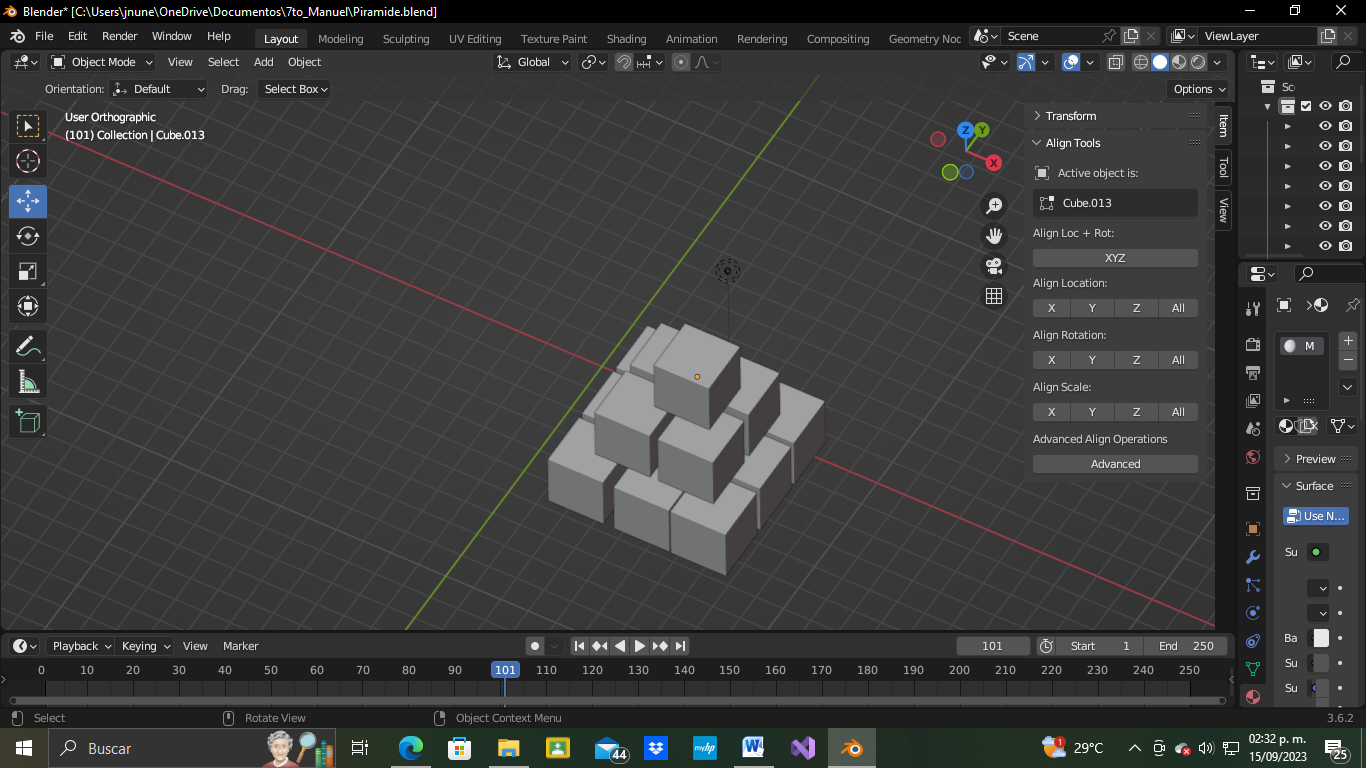 Blender* [C:\Users\jnune\OneDrive\Documentos\7to_Manuel\Piramide.blend]
File Edit Render Window Help Layout Modeling Sculpting UV Editing Texture Paint Shading Animation Rendering Compositing Geometry Noc Scene ViewLayer
Object Mode View Select Add Object Global
Orientation: Default Drag: Select Box Options
User Orthographic
(101) Collection | Cube.013
Z Y X
Transform
Align Tools
Active object is:
Cube.013
Align Loc + Rot:
XYZ
Align Location:
X Y Z All
Align Rotation:
X Y Z All
Align Scale:
X Y Z All
Advanced Align Operations
Advanced
Item
Tool
View
Sc
M
Preview
Surface
Use N...
Su
Ba
Su
Su
Playback Keying View Marker 101 Start 1 End 250
0 10 20 30 40 50 60 70 80 90 101 110 120 130 140 150 160 170 180 190 200 210 220 230 240 250
Select Rotate View Object Context Menu 3.6.2
Buscar 44 myhp W 1 29°C 02:32 p. m.
15/09/2023 25